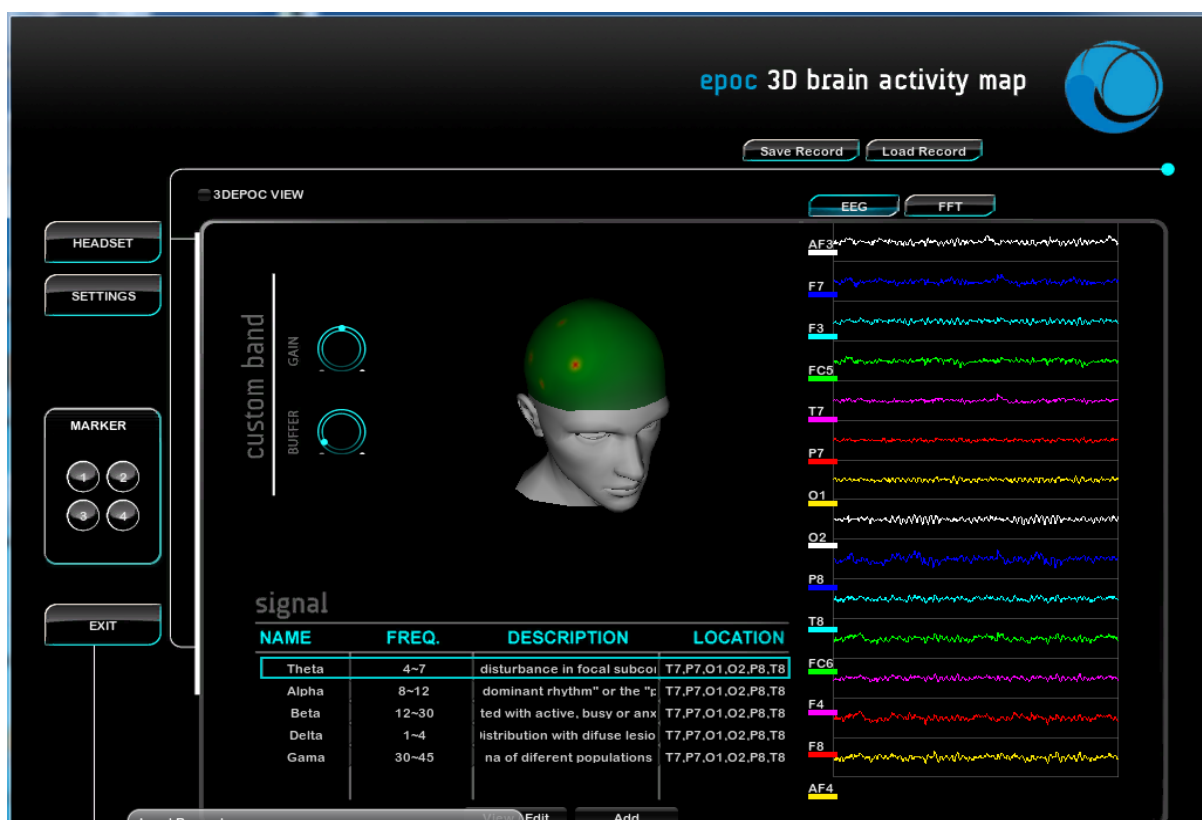 epoc 3D brain activity map
Save Record Load Record
3DEPOC VIEW
EEG FFT
HEADSET
SETTINGS
custom band
GAIN
BUFFER
MARKER
1 2
3 4
EXIT
AF3
F7
F3
FC5
T7
P7
O1
O2
P8
T8
FC6
F4
F8
AF4
signal
NAME FREQ. DESCRIPTION LOCATION
Theta 4~7 disturbance in focal subco T7,P7,O1,O2,P8,T8
Alpha 8~12 dominant rhythm" or the "p T7,P7,O1,O2,P8,T8
Beta 12~30 ted with active, busy or anx T7,P7,O1,O2,P8,T8
Delta 1~4 istribution with difuse lesio T7,P7,O1,O2,P8,T8
Gama 30~45 na of diferent populations T7,P7,O1,O2,P8,T8
View Edit Add